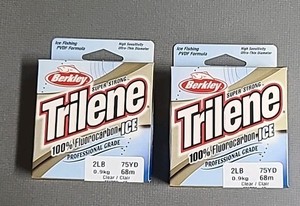 Ice Fishing
PVDF Formula
High Sensitivity
Ultra-Thin Diameter
Berkley
SUPER STRONG
Trilene
100% Fluorocarbon ICE
PROFESSIONAL GRADE
2LB 75YD
0.9kg 68m
Clear / Clair
Ice Fishing
PVDF Formula
High Sensitivity
Ultra-Thin Diameter
Berkley
SUPER STRONG
Trilene
100% Fluorocarbon ICE
PROFESSIONAL GRADE
2LB 75YD
0.9kg 68m
Clear / Clair